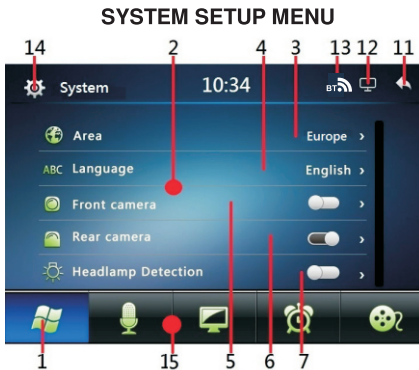 SYSTEM SETUP MENU
14 2 4 3 13 12 11
System 10:34 BT
Area Europe >
ABC Language English >
Front camera >
Rear camera >
Headlamp Detection >
1 15 5 6 7